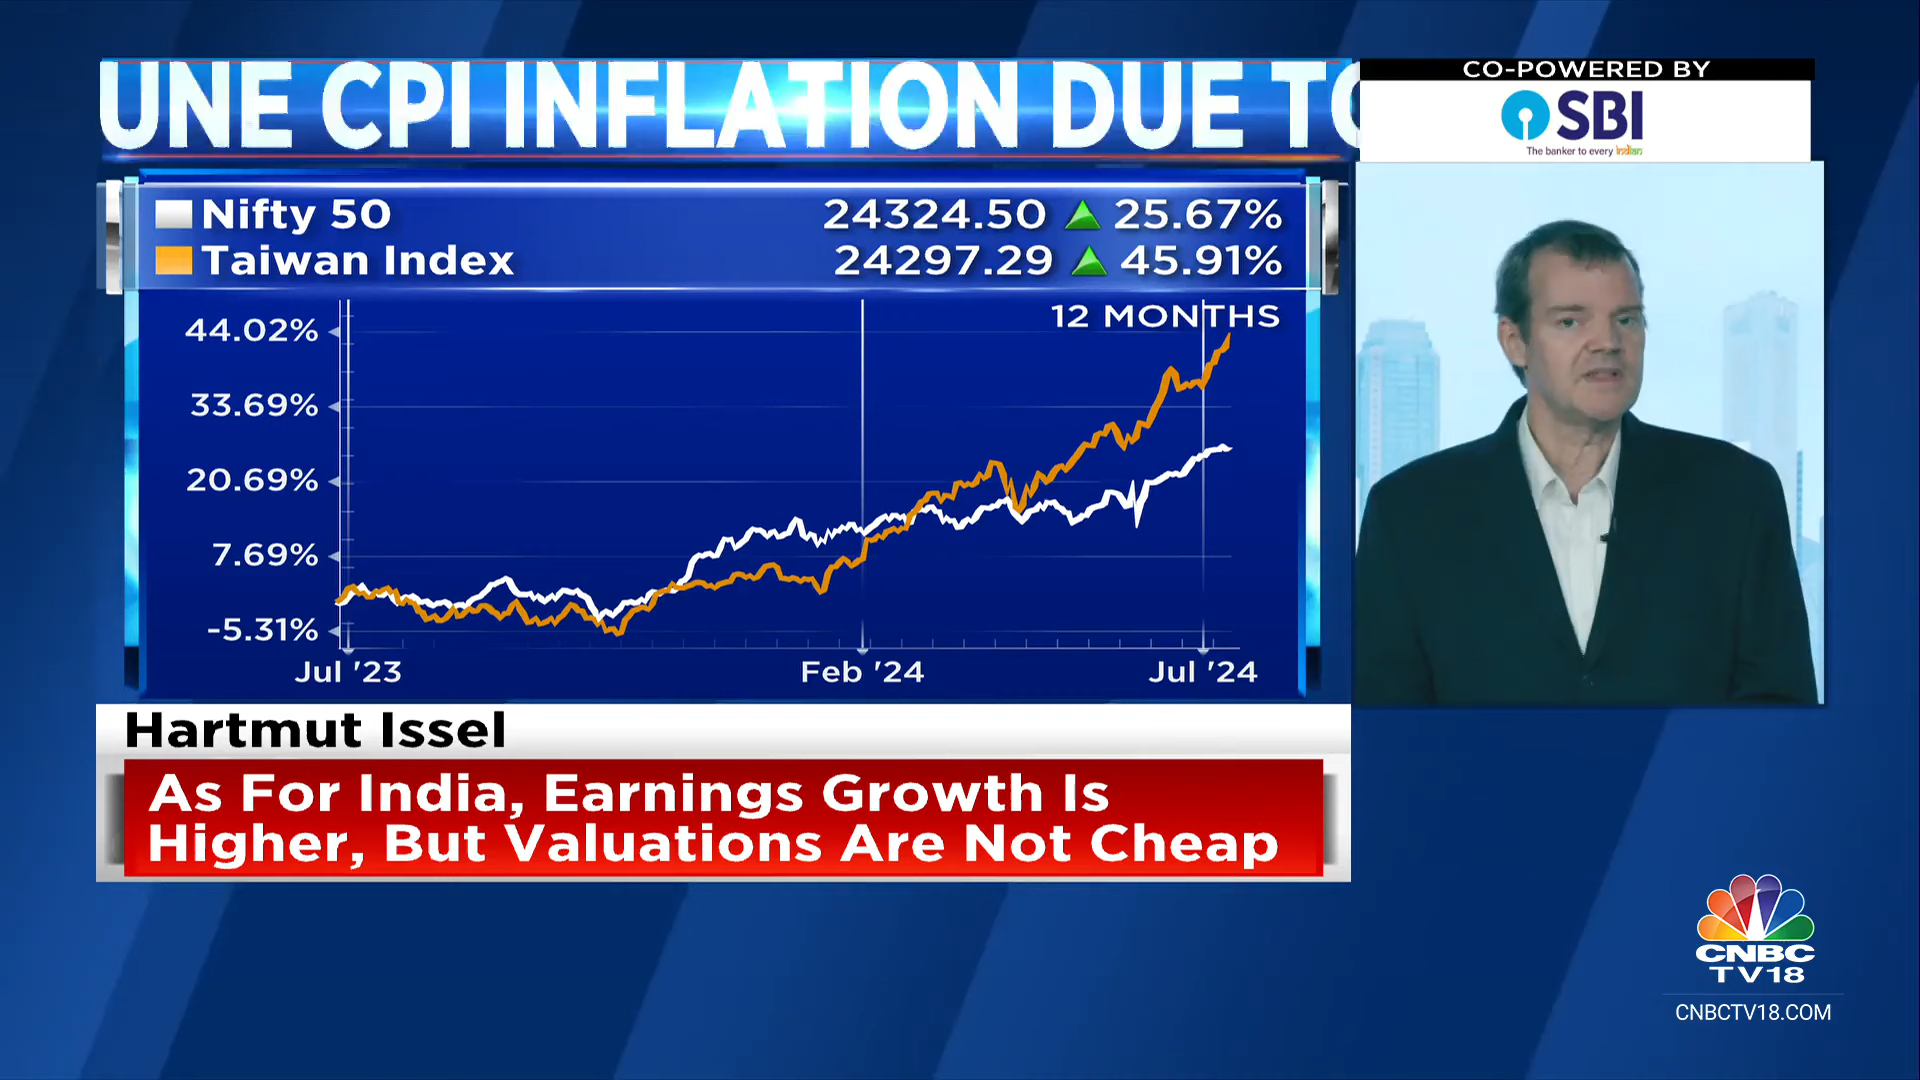 UNE CPI INFLATION DUE TO
CO-POWERED BY
SBI
The banker to every indian
Nifty 50 24324.50 25.67%
Taiwan Index 24297.29 45.91%
12 MONTHS
44.02%
33.69%
20.69%
7.69%
-5.31%
Jul '23 Feb '24 Jul '24
Hartmut Issel
As For India, Earnings Growth Is
Higher, But Valuations Are Not Cheap
CNBC
TV18
CNBCTV18.COM